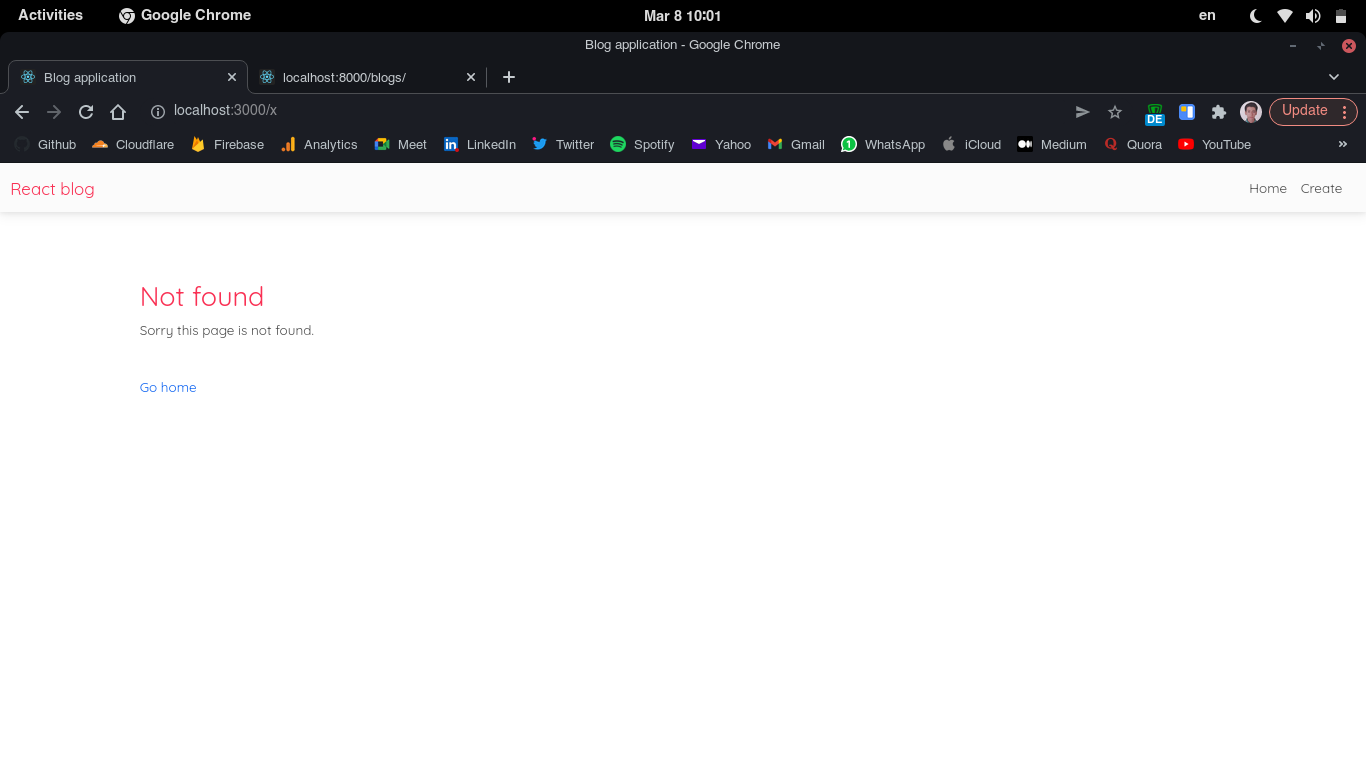 Activities Google Chrome Mar 8 10:01 en
Blog application - Google Chrome
Blog application localhost:8000/blogs/
localhost:3000/x DE Update
Github Cloudflare Firebase Analytics Meet LinkedIn Twitter Spotify Yahoo Gmail 1 WhatsApp iCloud Medium Quora YouTube »
React blog Home Create
Not found
Sorry this page is not found.
Go home